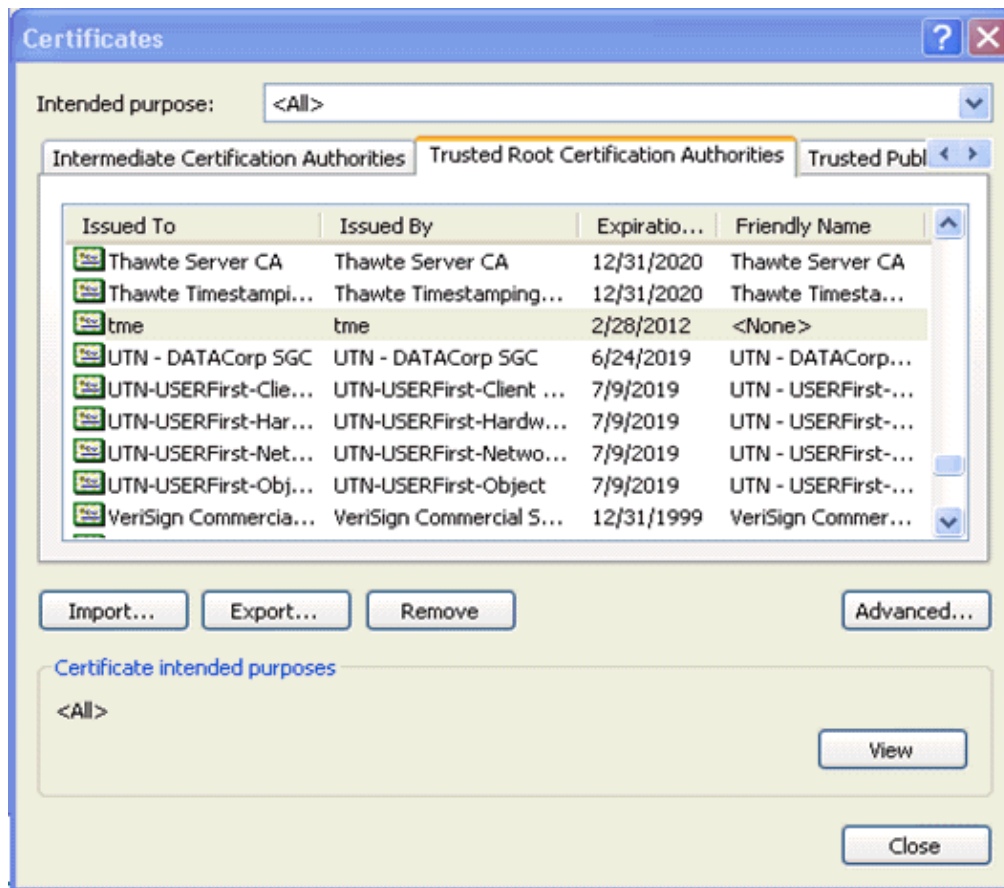 Certificates
Intended purpose: <All>
Intermediate Certification Authorities Trusted Root Certification Authorities Trusted Publ
Issued To Issued By Expiratio... Friendly Name
Thawte Server CA Thawte Server CA 12/31/2020 Thawte Server CA
Thawte Timestampi... Thawte Timestamping... 12/31/2020 Thawte Timesta...
tme tme 2/28/2012 <None>
UTN - DATACorp SGC UTN - DATACorp SGC 6/24/2019 UTN - DATACorp...
UTN-USERFirst-Clie... UTN-USERFirst-Client ... 7/9/2019 UTN - USERFirst-...
UTN-USERFirst-Har... UTN-USERFirst-Hardw... 7/9/2019 UTN - USERFirst-...
UTN-USERFirst-Net... UTN-USERFirst-Netwo... 7/9/2019 UTN - USERFirst-...
UTN-USERFirst-Obj... UTN-USERFirst-Object 7/9/2019 UTN - USERFirst-...
VeriSign Commercia... VeriSign Commercial S... 12/31/1999 VeriSign Commer...
Import... Export... Remove Advanced...
Certificate intended purposes
<All>
View
Close